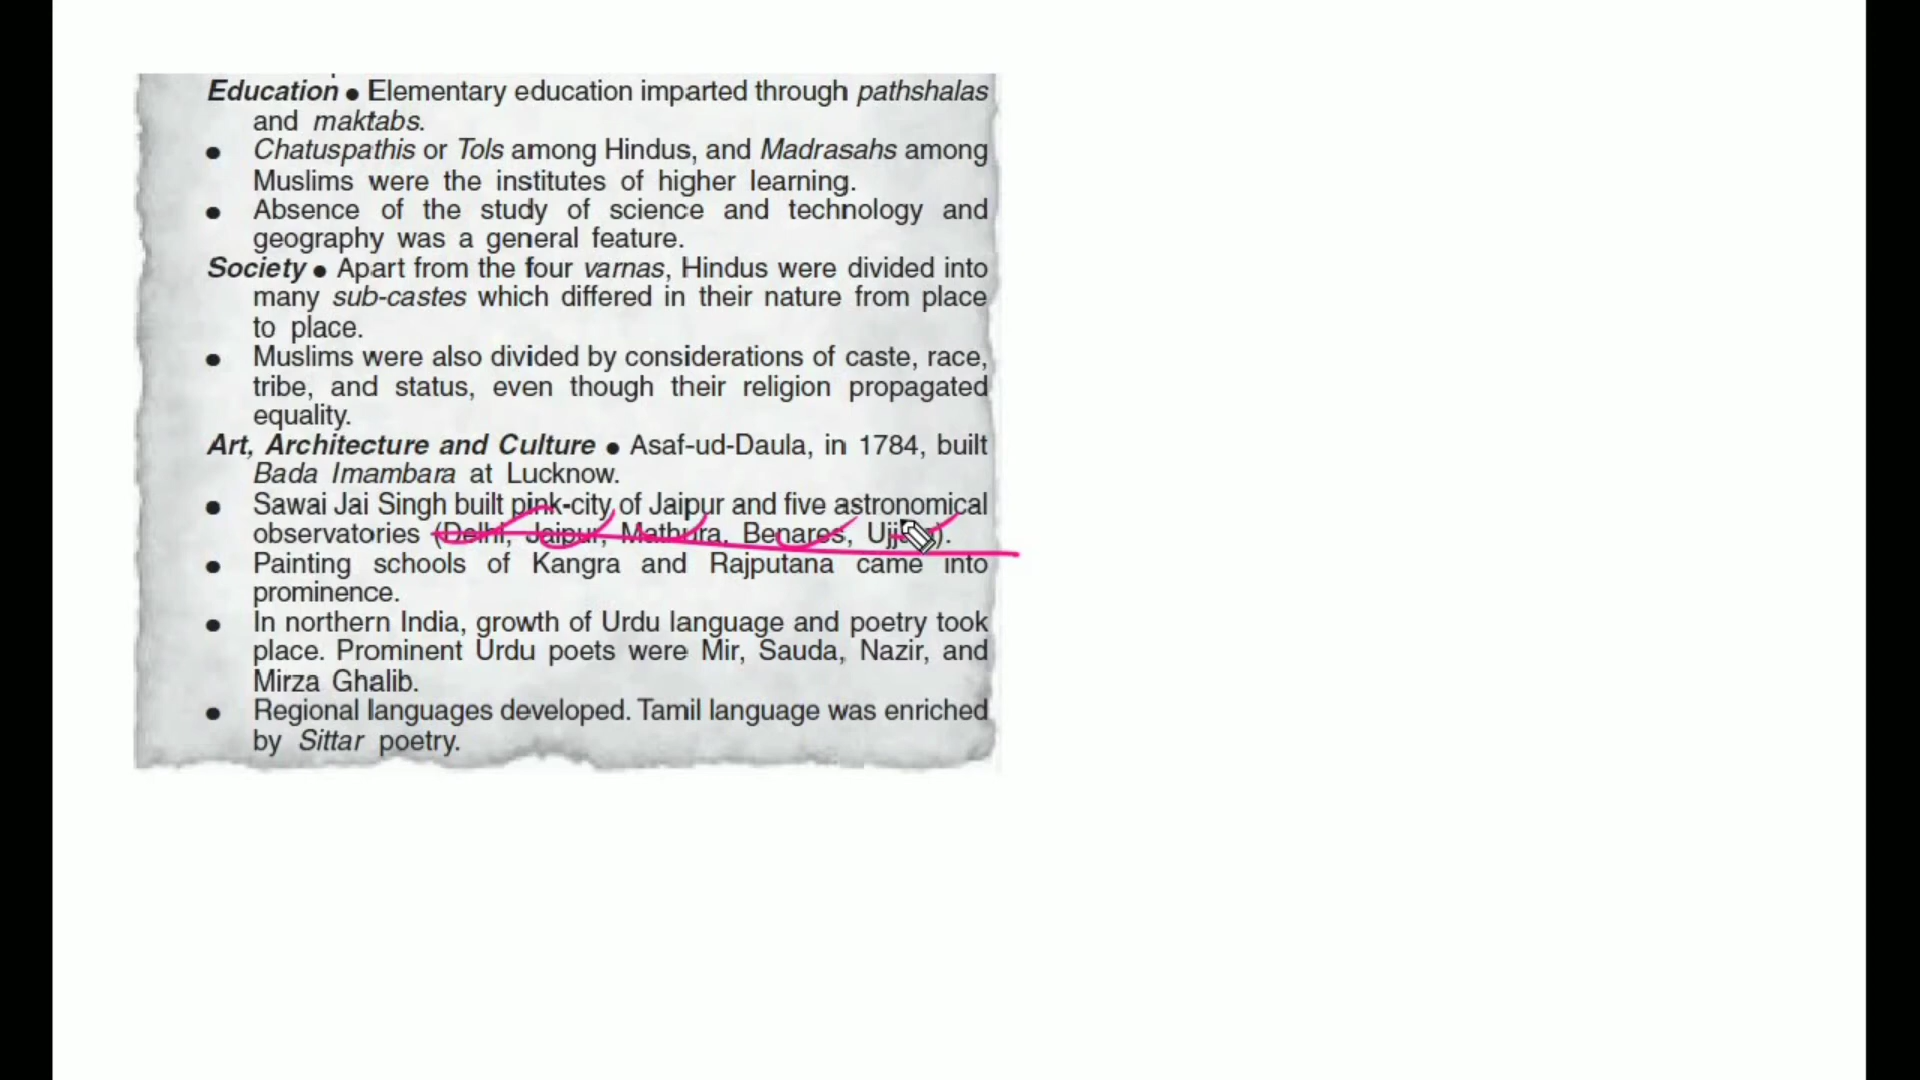 Education ● Elementary education imparted through pathshalas
and maktabs.
● Chatuspathis or Tols among Hindus, and Madrasahs among
Muslims were the institutes of higher learning.
● Absence of the study of science and technology and
geography was a general feature.
Society ● Apart from the four varnas, Hindus were divided into
many sub-castes which differed in their nature from place
to place.
● Muslims were also divided by considerations of caste, race,
tribe, and status, even though their religion propagated
equality.
Art, Architecture and Culture ● Asaf-ud-Daula, in 1784, built
Bada Imambara at Lucknow.
● Sawai Jai Singh built pink-city of Jaipur and five astronomical
observatories (Delhi, Jaipur, Mathura, Benares, Ujjain).
● Painting schools of Kangra and Rajputana came into
prominence.
● In northern India, growth of Urdu language and poetry took
place. Prominent Urdu poets were Mir, Sauda, Nazir, and
Mirza Ghalib.
● Regional languages developed. Tamil language was enriched
by Sittar poetry.